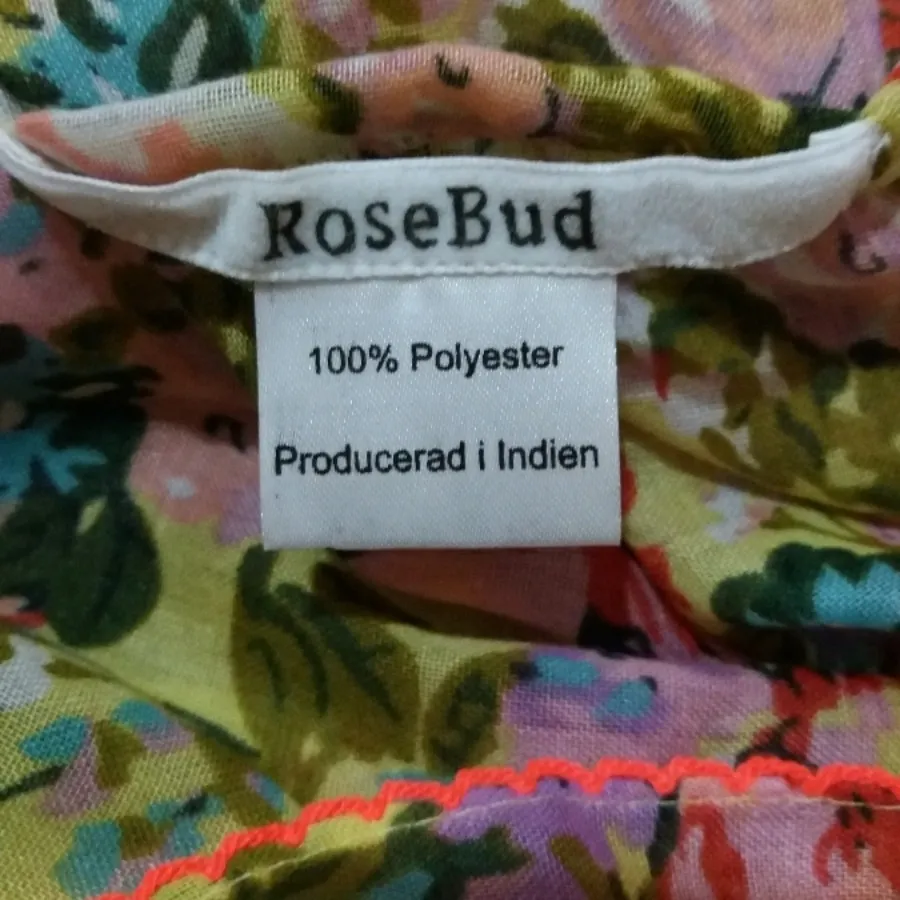 RoseBud
100% Polyester
Producerad i Indien